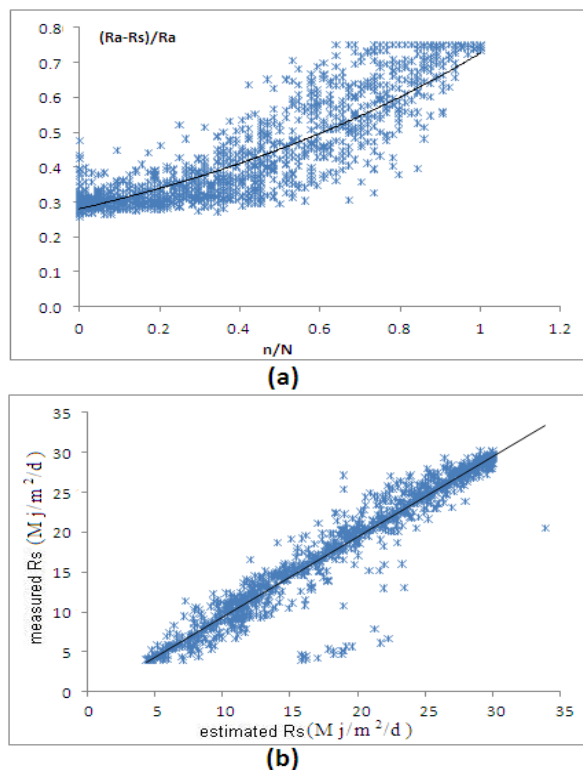 (Ra-Rs)/Ra
0.8
0.7
0.6
0.5
0.4
0.3
0.2
0.1
0.0
0 0.2 0.4 0.6 0.8 1 1.2
n/N
(a)
measured Rs (M j/m²/d)
35
30
25
20
15
10
5
0
0 5 10 15 20 25 30 35
estimated Rs (M j/m²/d)
(b)